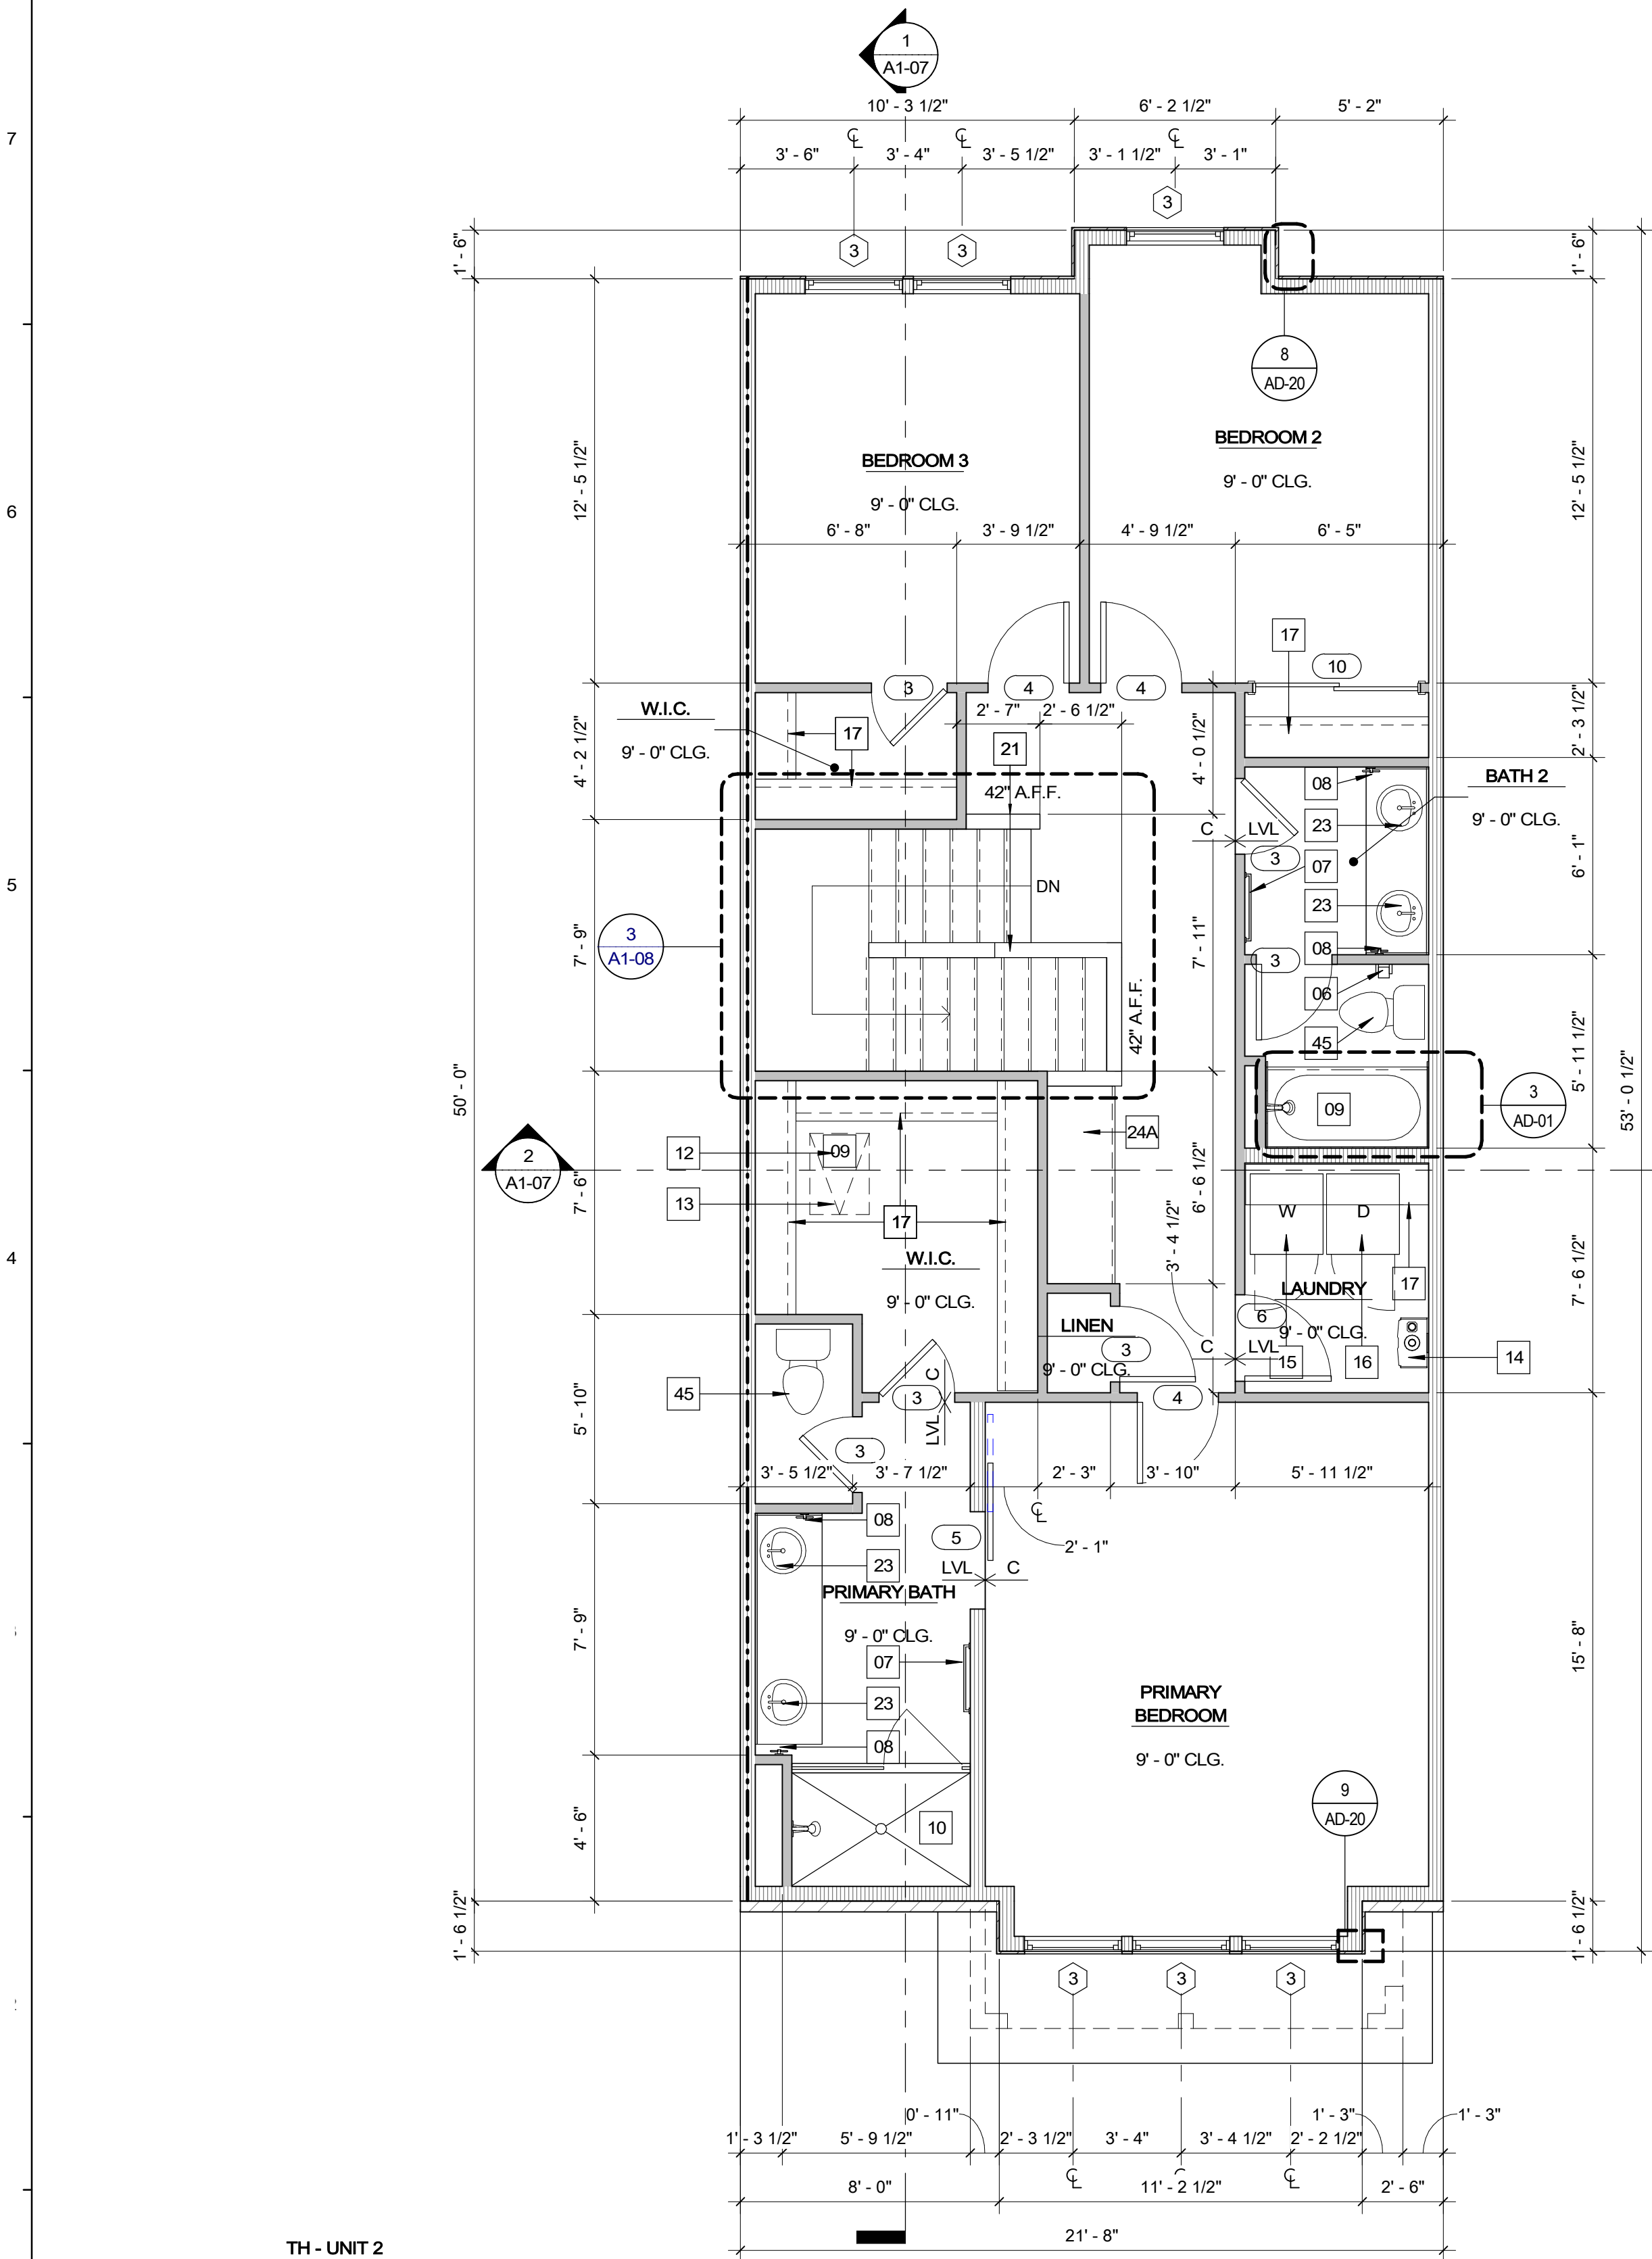 1
A1-07
10' - 3 1/2"
6' - 2 1/2"
5' - 2"
7
3' - 6"
3' - 4"
3' - 5 1/2"
3' - 1 1/2"
3' - 1"
3
3
3
1' - 6"
1' - 6"
8
AD-20
BEDROOM 2
9' - 0" CLG.
BEDROOM 3
9' - 0" CLG.
12' - 5 1/2"
12' - 5 1/2"
6
6' - 8"
3' - 9 1/2"
4' - 9 1/2"
6' - 5"
17
10
3
4
4
W.I.C.
9' - 0" CLG.
17
2' - 7"
2' - 6 1/2"
21
42" A.F.F.
4' - 2 1/2"
4' - 0 1/2"
2' - 3 1/2"
BATH 2
9' - 0" CLG.
08
23
C
LVL
3
07
23
08
3
06
45
5
DN
3
A1-08
7' - 9"
7' - 11"
6' - 1"
42" A.F.F.
5' - 11 1/2"
50' - 0"
53' - 0 1/2"
09
3
AD-01
24A
12
09
13
2
A1-07
7' - 6"
17
6' - 6 1/2"
3' - 4 1/2"
W
D
4
W.I.C.
9' - 0" CLG.
LAUNDRY
9' - 0" CLG.
17
7' - 6 1/2"
6
LINEN
9' - 0" CLG.
3
C
LVL
15
16
14
45
3
C
LVL
4
5' - 10"
3
3' - 5 1/2"
3' - 7 1/2"
2' - 3"
3' - 10"
5' - 11 1/2"
08
5
2' - 1"
23
LVL
C
PRIMARY BATH
9' - 0" CLG.
7' - 9"
07
23
08
15' - 8"
PRIMARY
BEDROOM
9' - 0" CLG.
9
AD-20
10
4' - 6"
1' - 6 1/2"
1' - 6 1/2"
3
3
3
0' - 11"
1' - 3"
1' - 3"
1' - 3 1/2"
5' - 9 1/2"
2' - 3 1/2"
3' - 4"
3' - 4 1/2"
2' - 2 1/2"
8' - 0"
11' - 2 1/2"
2' - 6"
21' - 8"
TH - UNIT 2